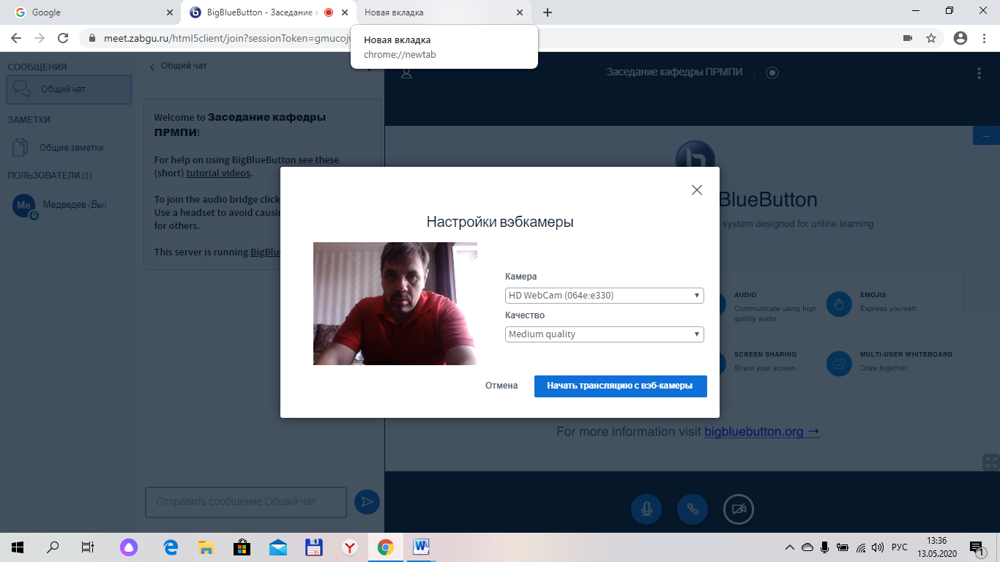 Google
BigBlueButton - Заседание к
Новая вкладка
meet.zabgu.ru/html5client/join?sessionToken=gmucoj
Новая вкладка
chrome://newtab
СООБЩЕНИЯ
Общий чат
ЗАМЕТКИ
Общие заметки
ПОЛЬЗОВАТЕЛИ (1)
Me
Медведев (Вы)
Общий чат
Welcome to Заседание кафедры
ПРМПИ!
For help on using BigBlueButton see these
(short) tutorial videos.
To join the audio bridge click
Use a headset to avoid causin
for others.
This server is running BigBlu
Отправить сообщение Общий чат
Заседание кафедры ПРМПИ
BlueButton
system designed for online learning
AUDIO
Communicate using high
quality audio.
EMOJIS
Express yourself.
SCREEN SHARING
Share your screen.
MULTI-USER WHITEBOARD
Draw together.
For more information visit bigbluebutton.org →
Настройки вэбкамеры
Камера
HD WebCam (064e:e330)
Качество
Medium quality
Отмена
Начать трансляцию с вэб-камеры
РУС
13:36
13.05.2020
1